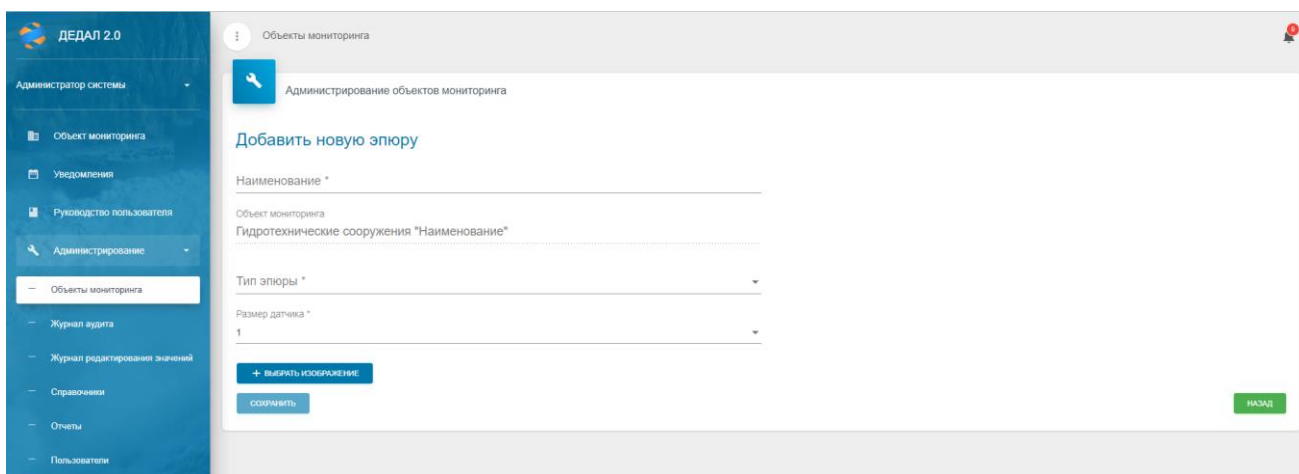 ДЕДАЛ 2.0
Администратор системы
Объект мониторинга
Уведомления
Руководство пользователя
Администрирование
Объекты мониторинга
Журнал аудита
Журнал редактирования значений
Справочники
Отчеты
Пользователи
Объекты мониторинга
Администрирование объектов мониторинга
Добавить новую эпюру
Наименование *
Объект мониторинга
Гидротехнические сооружения "Наименование"
Тип эпюры *
Размер датчика *
1
+ ВЫБРАТЬ ИЗОБРАЖЕНИЕ
СОХРАНИТЬ
НАЗАД